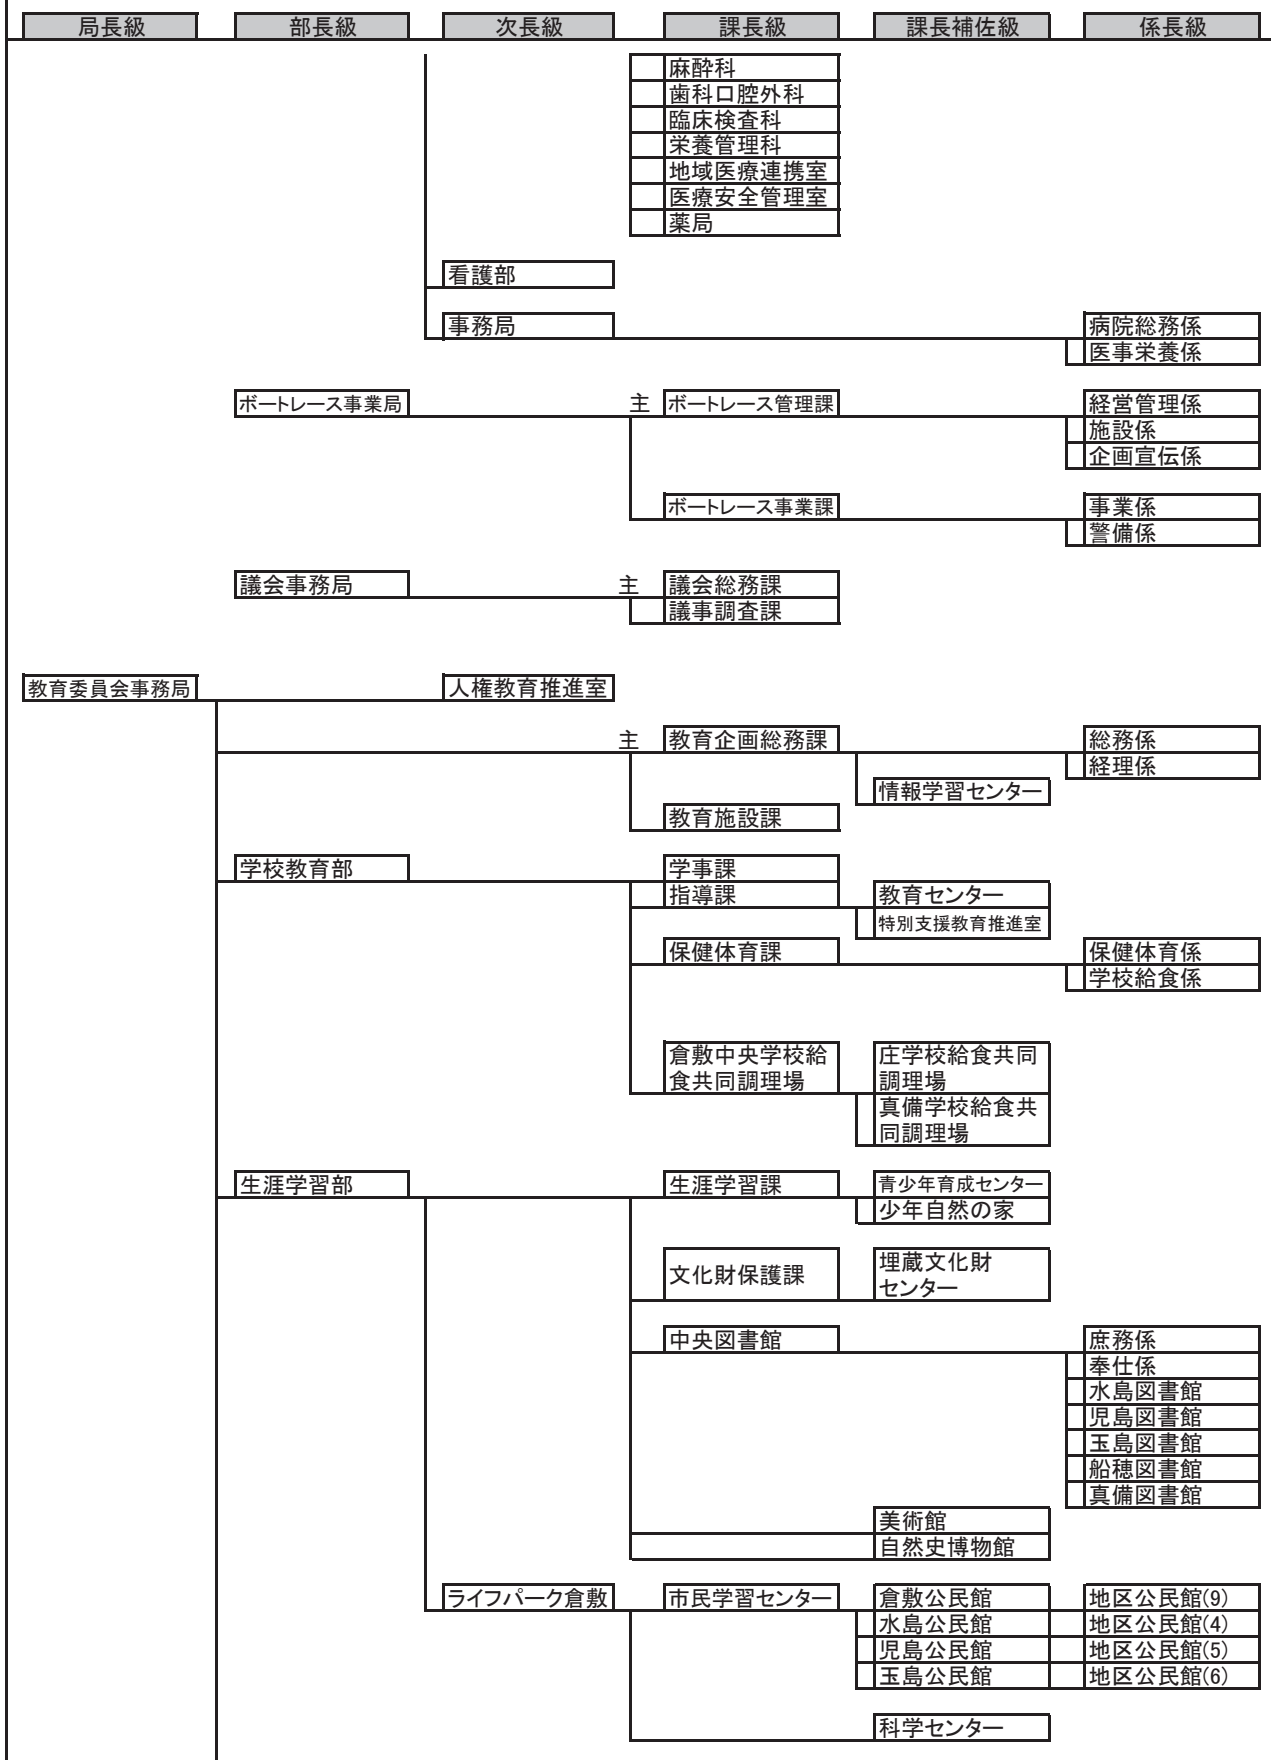 局長級 部長級 次長級 課長級 課長補佐級 係長級
麻酔科
歯科口腔外科
臨床検査科
栄養管理科
地域医療連携室
医療安全管理室
薬局
看護部
事務局 病院総務係
医事栄養係
ボートレース事業局 主 ボートレース管理課 経営管理係
施設係
企画宣伝係
ボートレース事業課 事業係
警備係
議会事務局 主 議会総務課
議事調査課
教育委員会事務局 人権教育推進室
主 教育企画総務課 総務係
経理係
情報学習センター
教育施設課
学校教育部 学事課
指導課 教育センター
特別支援教育推進室
保健体育課 保健体育係
学校給食係
倉敷中央学校給 庄学校給食共同
食共同調理場 調理場
真備学校給食共
同調理場
生涯学習部 生涯学習課 青少年育成センター
少年自然の家
文化財保護課 埋蔵文化財
センター
中央図書館 庶務係
奉仕係
水島図書館
児島図書館
玉島図書館
船穂図書館
真備図書館
美術館
自然史博物館
ライフパーク倉敷 市民学習センター 倉敷公民館 地区公民館(9)
水島公民館 地区公民館(4)
児島公民館 地区公民館(5)
玉島公民館 地区公民館(6)
科学センター